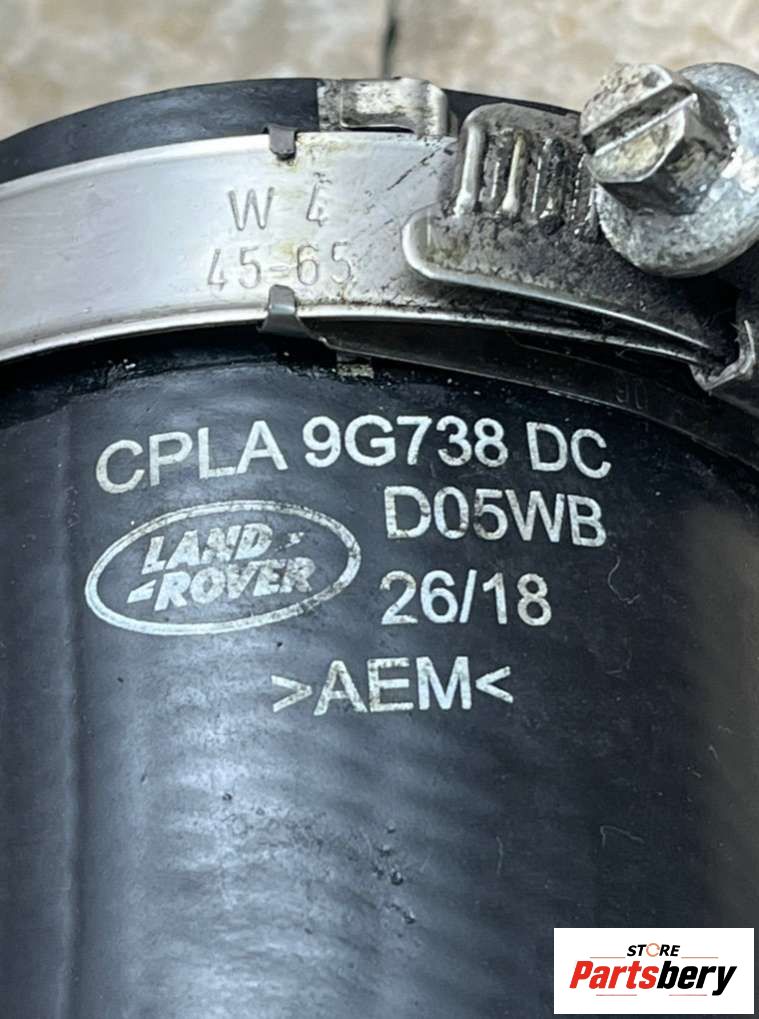 W 4
45-65
CPLA 9G738 DC
D05WB
LAND
ROVER
26/18
>AEM<
STORE
Partsbery